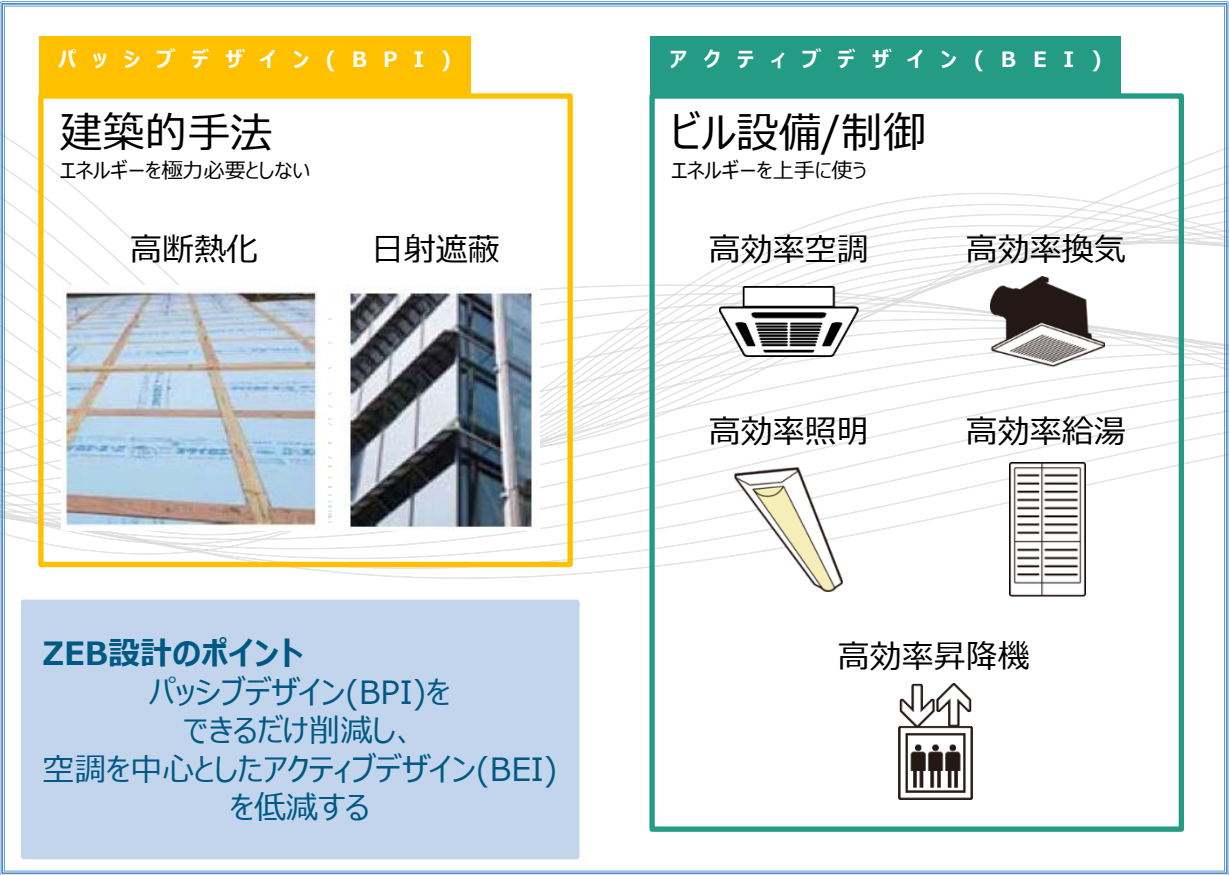 パッシブデザイン(BPI)
建築的手法
エネルギーを極力必要としない
高断熱化
日射遮蔽
アクティブデザイン(BEI)
ビル設備/制御
エネルギーを上手に使う
高効率空調
高効率換気
高効率照明
高効率給湯
高効率昇降機
ZEB設計のポイント
パッシブデザイン(BPI)を
できるだけ削減し、
空調を中心としたアクティブデザイン(BEI)
を低減する